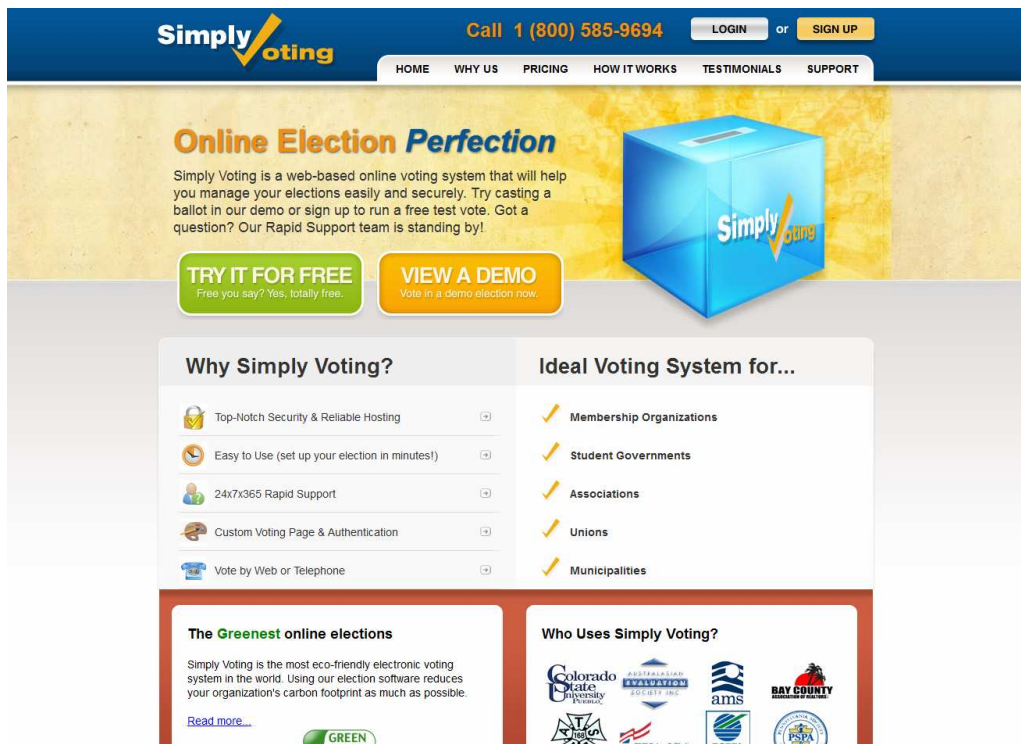 Simply Voting
Call 1 (800) 585-9694
LOGIN or SIGN UP
HOME WHY US PRICING HOW IT WORKS TESTIMONIALS SUPPORT
Online Election Perfection
Simply Voting is a web-based online voting system that will help
you manage your elections easily and securely. Try casting a
ballot in our demo or sign up to run a free test vote. Got a
question? Our Rapid Support team is standing by!
Simply Voting
TRY IT FOR FREE
Free you say? Yes, totally free.
VIEW A DEMO
Vote in a demo election now.
Why Simply Voting?
Top-Notch Security & Reliable Hosting
Easy to Use (set up your election in minutes!)
24x7x365 Rapid Support
Custom Voting Page & Authentication
Vote by Web or Telephone
Ideal Voting System for...
Membership Organizations
Student Governments
Associations
Unions
Municipalities
The Greenest online elections
Simply Voting is the most eco-friendly electronic voting
system in the world. Using our election software reduces
your organization's carbon footprint as much as possible.
Read more...
GREEN
Who Uses Simply Voting?
Colorado
State
University
PUEBLO
AUSTRALASIAN
EVALUATION
SOCIETY INC
ams
BAY COUNTY
ASSOCIATION OF REALTORS
IATS
168
PSPA